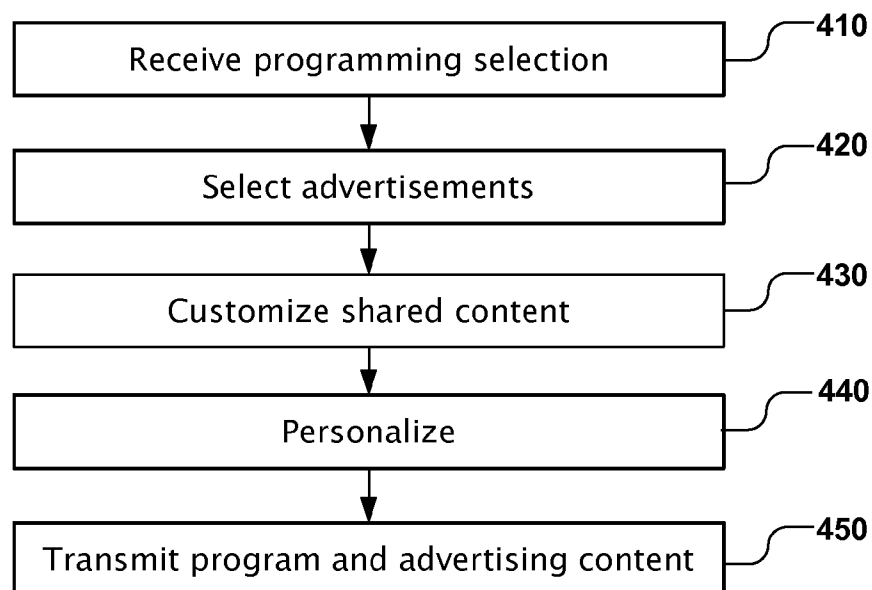 410
Receive programming selection
420
Select advertisements
430
Customize shared content
440
Personalize
450
Transmit program and advertising content